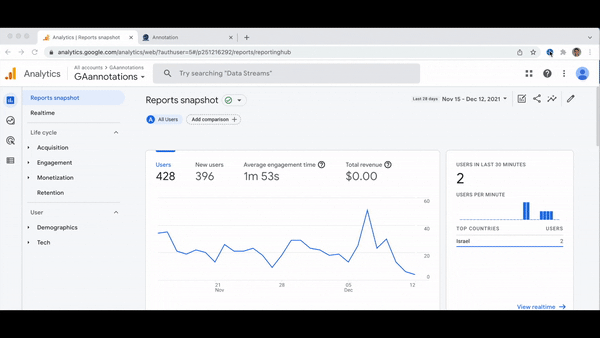 Analytics | Reports snapshot
Annotation
analytics.google.com/analytics/web/?authuser=5#/p251216292/reports/reportinghub
Analytics
All accounts > GAannotations
GAannotations
Try searching "Data Streams"
Reports snapshot
Realtime
Life cycle
Acquisition
Engagement
Monetization
Retention
User
Demographics
Tech
Reports snapshot
Last 28 days Nov 15 - Dec 12, 2021
A All Users
Add comparison +
Users
428
New users
396
Average engagement time
1m 53s
Total revenue
$0.00
60
40
20
0
21
Nov
28
05
Dec
12
USERS IN LAST 30 MINUTES
2
USERS PER MINUTE
TOP COUNTRIES USERS
Israel 2
View realtime